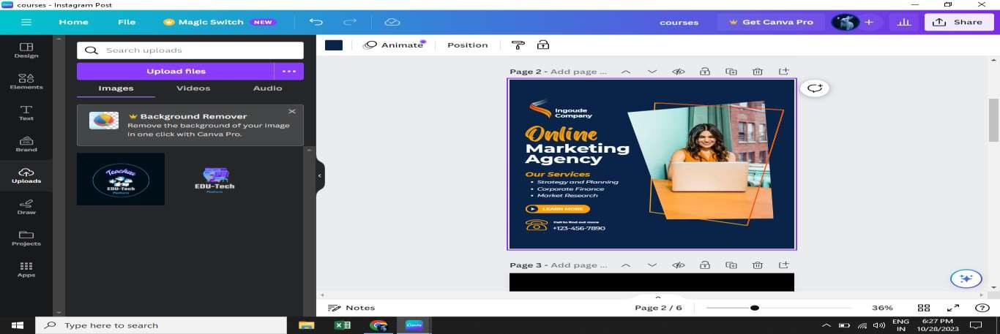 courses - Instagram Post
Home File Magic Switch NEW courses Get Canva Pro Share
Design
Elements
Text
Brand
Uploads
Draw
Projects
Apps
Search uploads
Upload files
Images Videos Audio
Background Remover
Remove the background of your image
in one click with Canva Pro.
EDU-Tech
Platform
EDU-Tech
Platform
Animate Position
Page 2 - Add page ...
Ingoude
Company
Online
Marketing
Agency
Our Services
• Strategy and Planning
• Corporate Finance
• Market Research
LEARN MORE
Call to find out more
+123-456-7890
Page 3 - Add page ...
Notes Page 2 / 6 36%
Type here to search
Canva
ENG
IN
6:27 PM
10/28/2023